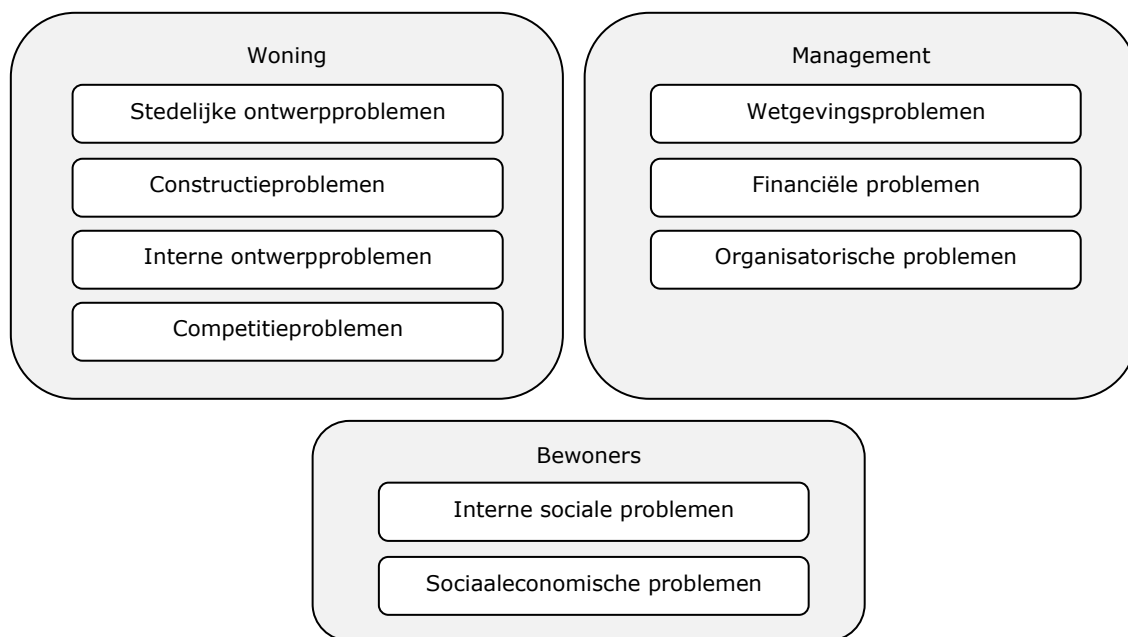 Woning
Stedelijke ontwerpproblemen
Constructieproblemen
Interne ontwerpproblemen
Competitieproblemen
Management
Wetgevingsproblemen
Financiële problemen
Organisatorische problemen
Bewoners
Interne sociale problemen
Sociaaleconomische problemen